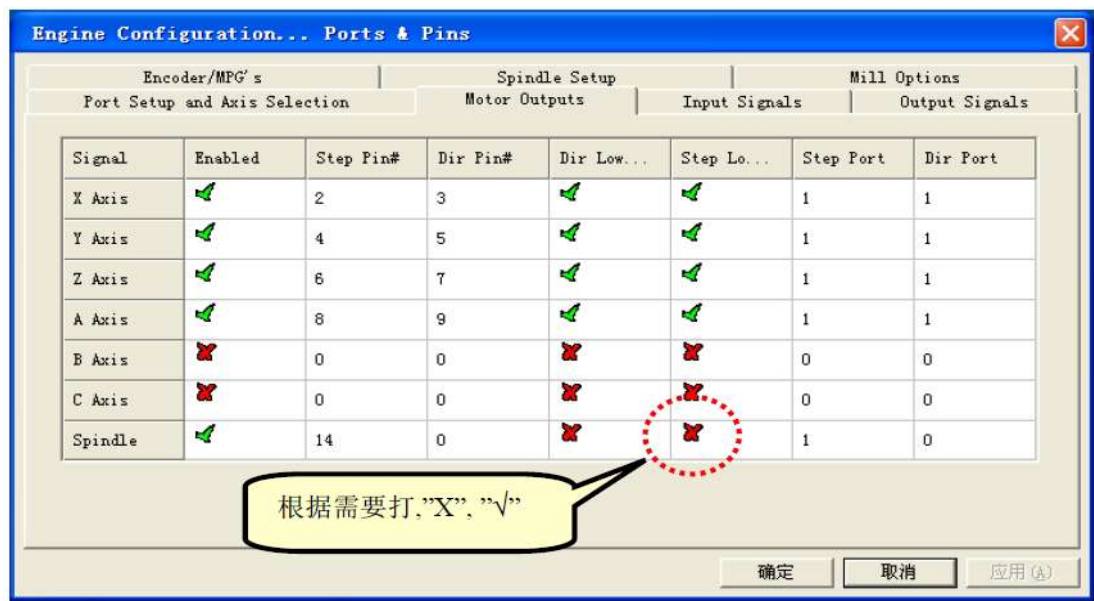 Engine Configuration... Ports & Pins
Encoder/MPG's Spindle Setup Mill Options
Port Setup and Axis Selection Motor Outputs Input Signals Output Signals
Signal Enabled Step Pin# Dir Pin# Dir Low... Step Lo... Step Port Dir Port
X Axis 2 3 1 1
Y Axis 4 5 1 1
Z Axis 6 7 1 1
A Axis 8 9 1 1
B Axis 0 0 0 0
C Axis 0 0 0 0
Spindle 14 0 1 0
根据需要打,”X”, ”√”
确定 取消 应用(A)